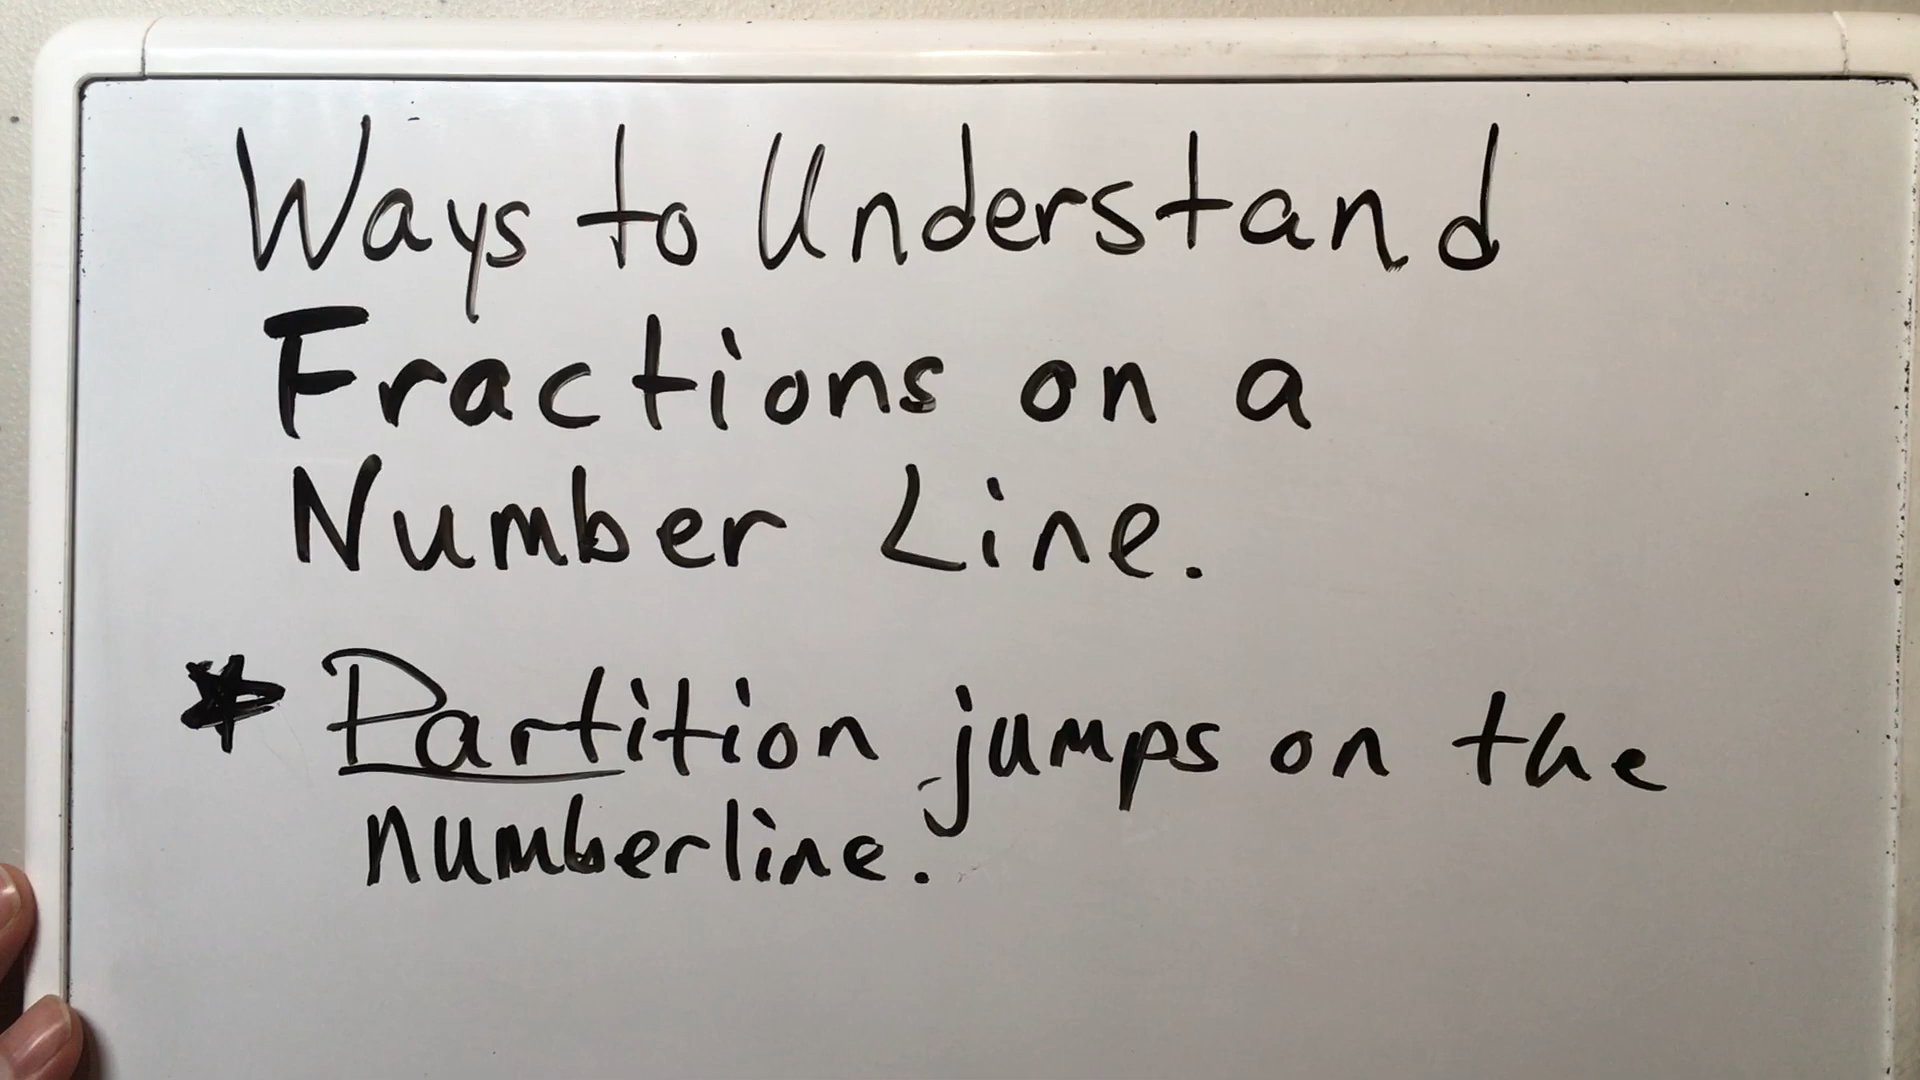 Ways to Understand
Fractions on a
Number Line.
* Partition jumps on the
numberline.